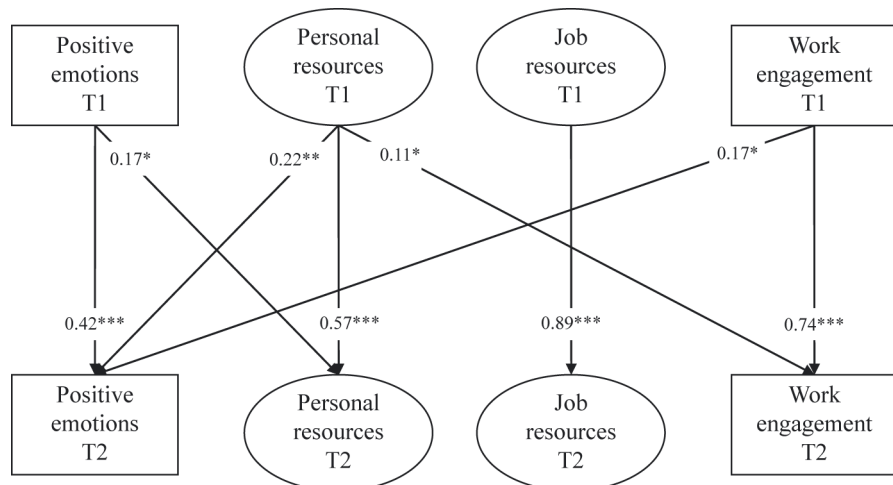 Positive
emotions
T1
Personal
resources
T1
Job
resources
T1
Work
engagement
T1
0.17*
0.22**
0.11*
0.17*
0.42***
0.57***
0.89***
0.74***
Positive
emotions
T2
Personal
resources
T2
Job
resources
T2
Work
engagement
T2